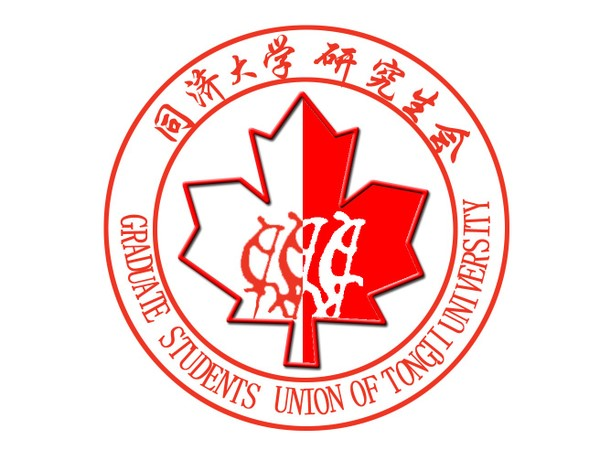 同济大学研究生会
GRADUATE STUDENTS UNION OF TONGJI UNIVERSITY